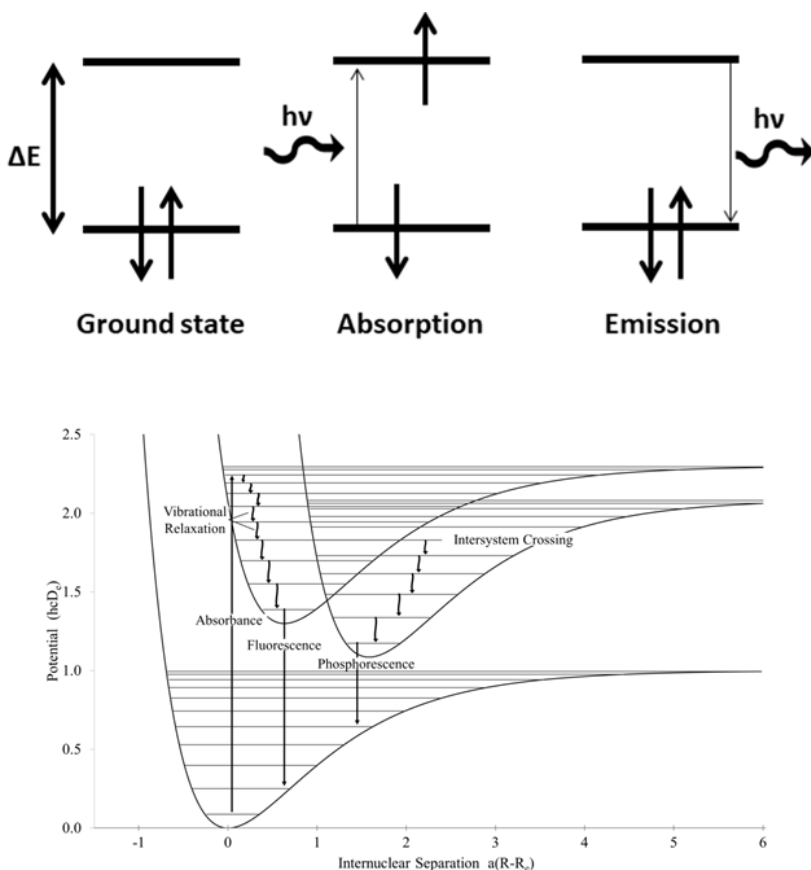 ΔE
hν
hν
Ground state
Absorption
Emission
2.5
2.0
1.5
1.0
0.5
0.0
Potential (hcDe)
Vibrational
Relaxation
Intersystem Crossing
Absorbance
Fluorescence
Phosphorescence
-1 0 1 2 3 4 5 6
Internuclear Separation a(R-Re)